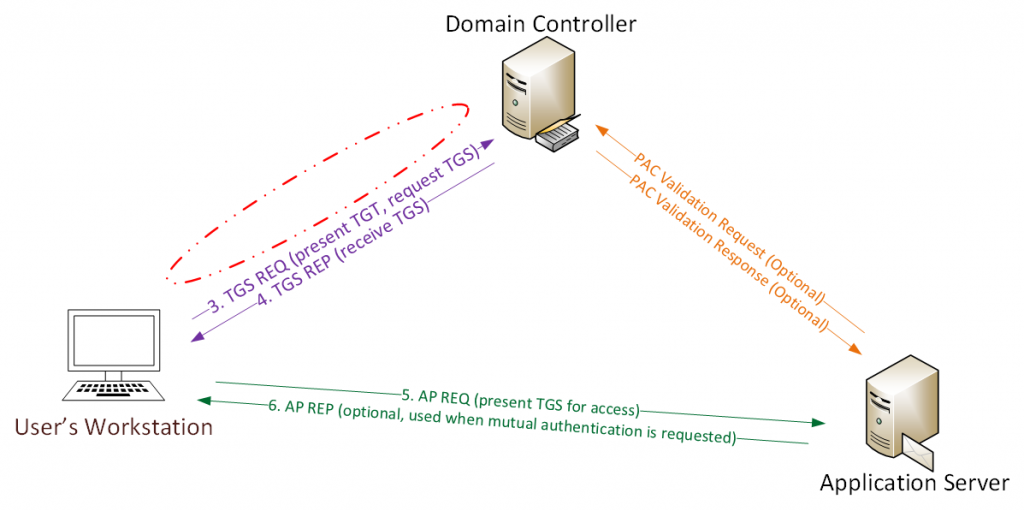 Domain Controller
3. TGS REQ (present TGT, request TGS)
4. TGS REP (receive TGS)
PAC Validation Request (Optional)
PAC Validation Response (Optional)
User’s Workstation
5. AP REQ (present TGS for access)
6. AP REP (optional, used when mutual authentication is requested)
Application Server